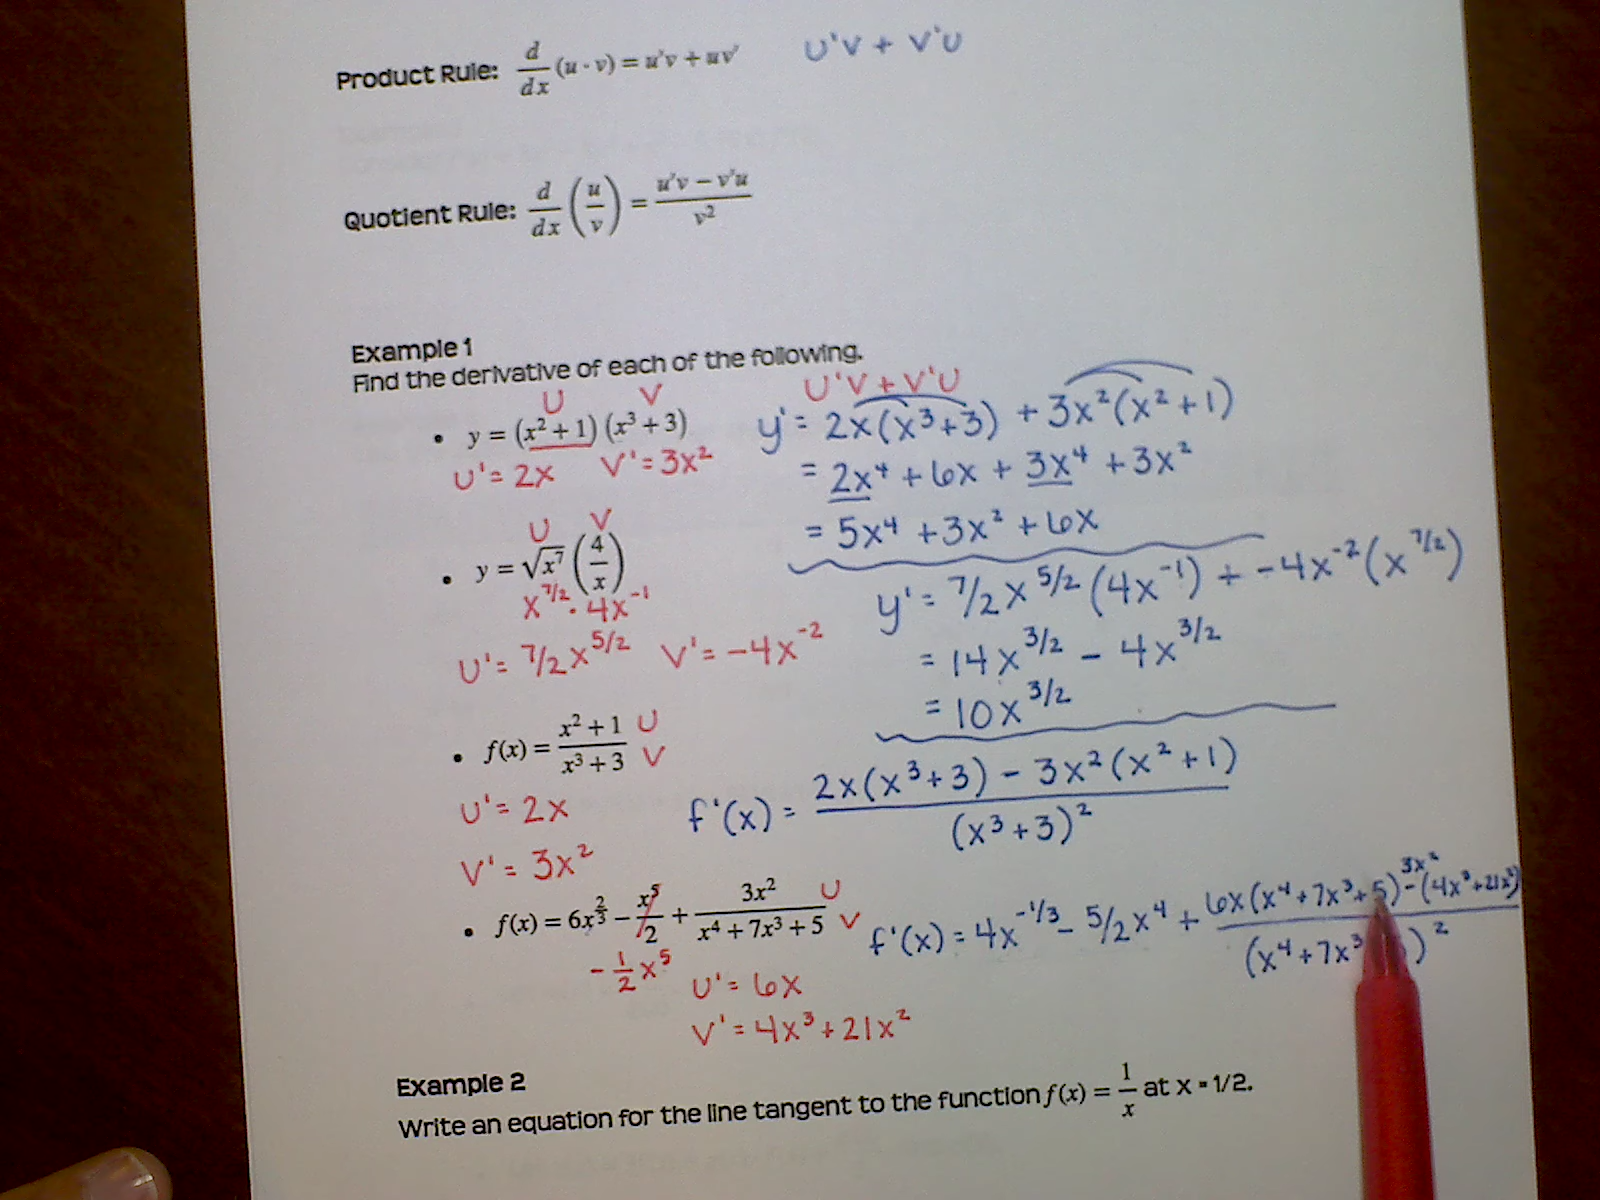 Product Rule: d/dx (u · v) = u'v + uv' U'V + V'U
Quotient Rule: d/dx (u/v) = (u'v − v'u)/v²
Example 1
Find the derivative of each of the following.
U V U'V + V'U
• y = (x² + 1)(x³ + 3) y' = 2x(x³+3) + 3x²(x²+1)
U' = 2x V' = 3x² = 2x⁴ + 6x + 3x⁴ + 3x²
= 5x⁴ + 3x² + 6x
U V
• y = √x⁷ (4/x) y' = 7/2 x^(5/2) (4x⁻¹) + -4x⁻² (x^(7/2))
x^(7/2) · 4x⁻¹
U' = 7/2 x^(5/2) V' = -4x⁻² = 14x^(3/2) - 4x^(3/2)
= 10x^(3/2)
• f(x) = (x² + 1)/(x³ + 3) U V
U' = 2x f'(x) = (2x(x³+3) - 3x²(x²+1))/(x³+3)²
V' = 3x²
• f(x) = 6x^(2/3) − x⁵/2 + 3x²/(x⁴ + 7x³ + 5) U V f'(x) = 4x^(-1/3) - 5/2 x⁴ + (6x(x⁴+7x³+5) - 3x²(4x³+21x²))/(x⁴+7x³ )²
- 1/2 x⁵ U' = 6x
V' = 4x³ + 21x²
Example 2
Write an equation for the line tangent to the function f(x) = 1/x at x = 1/2.